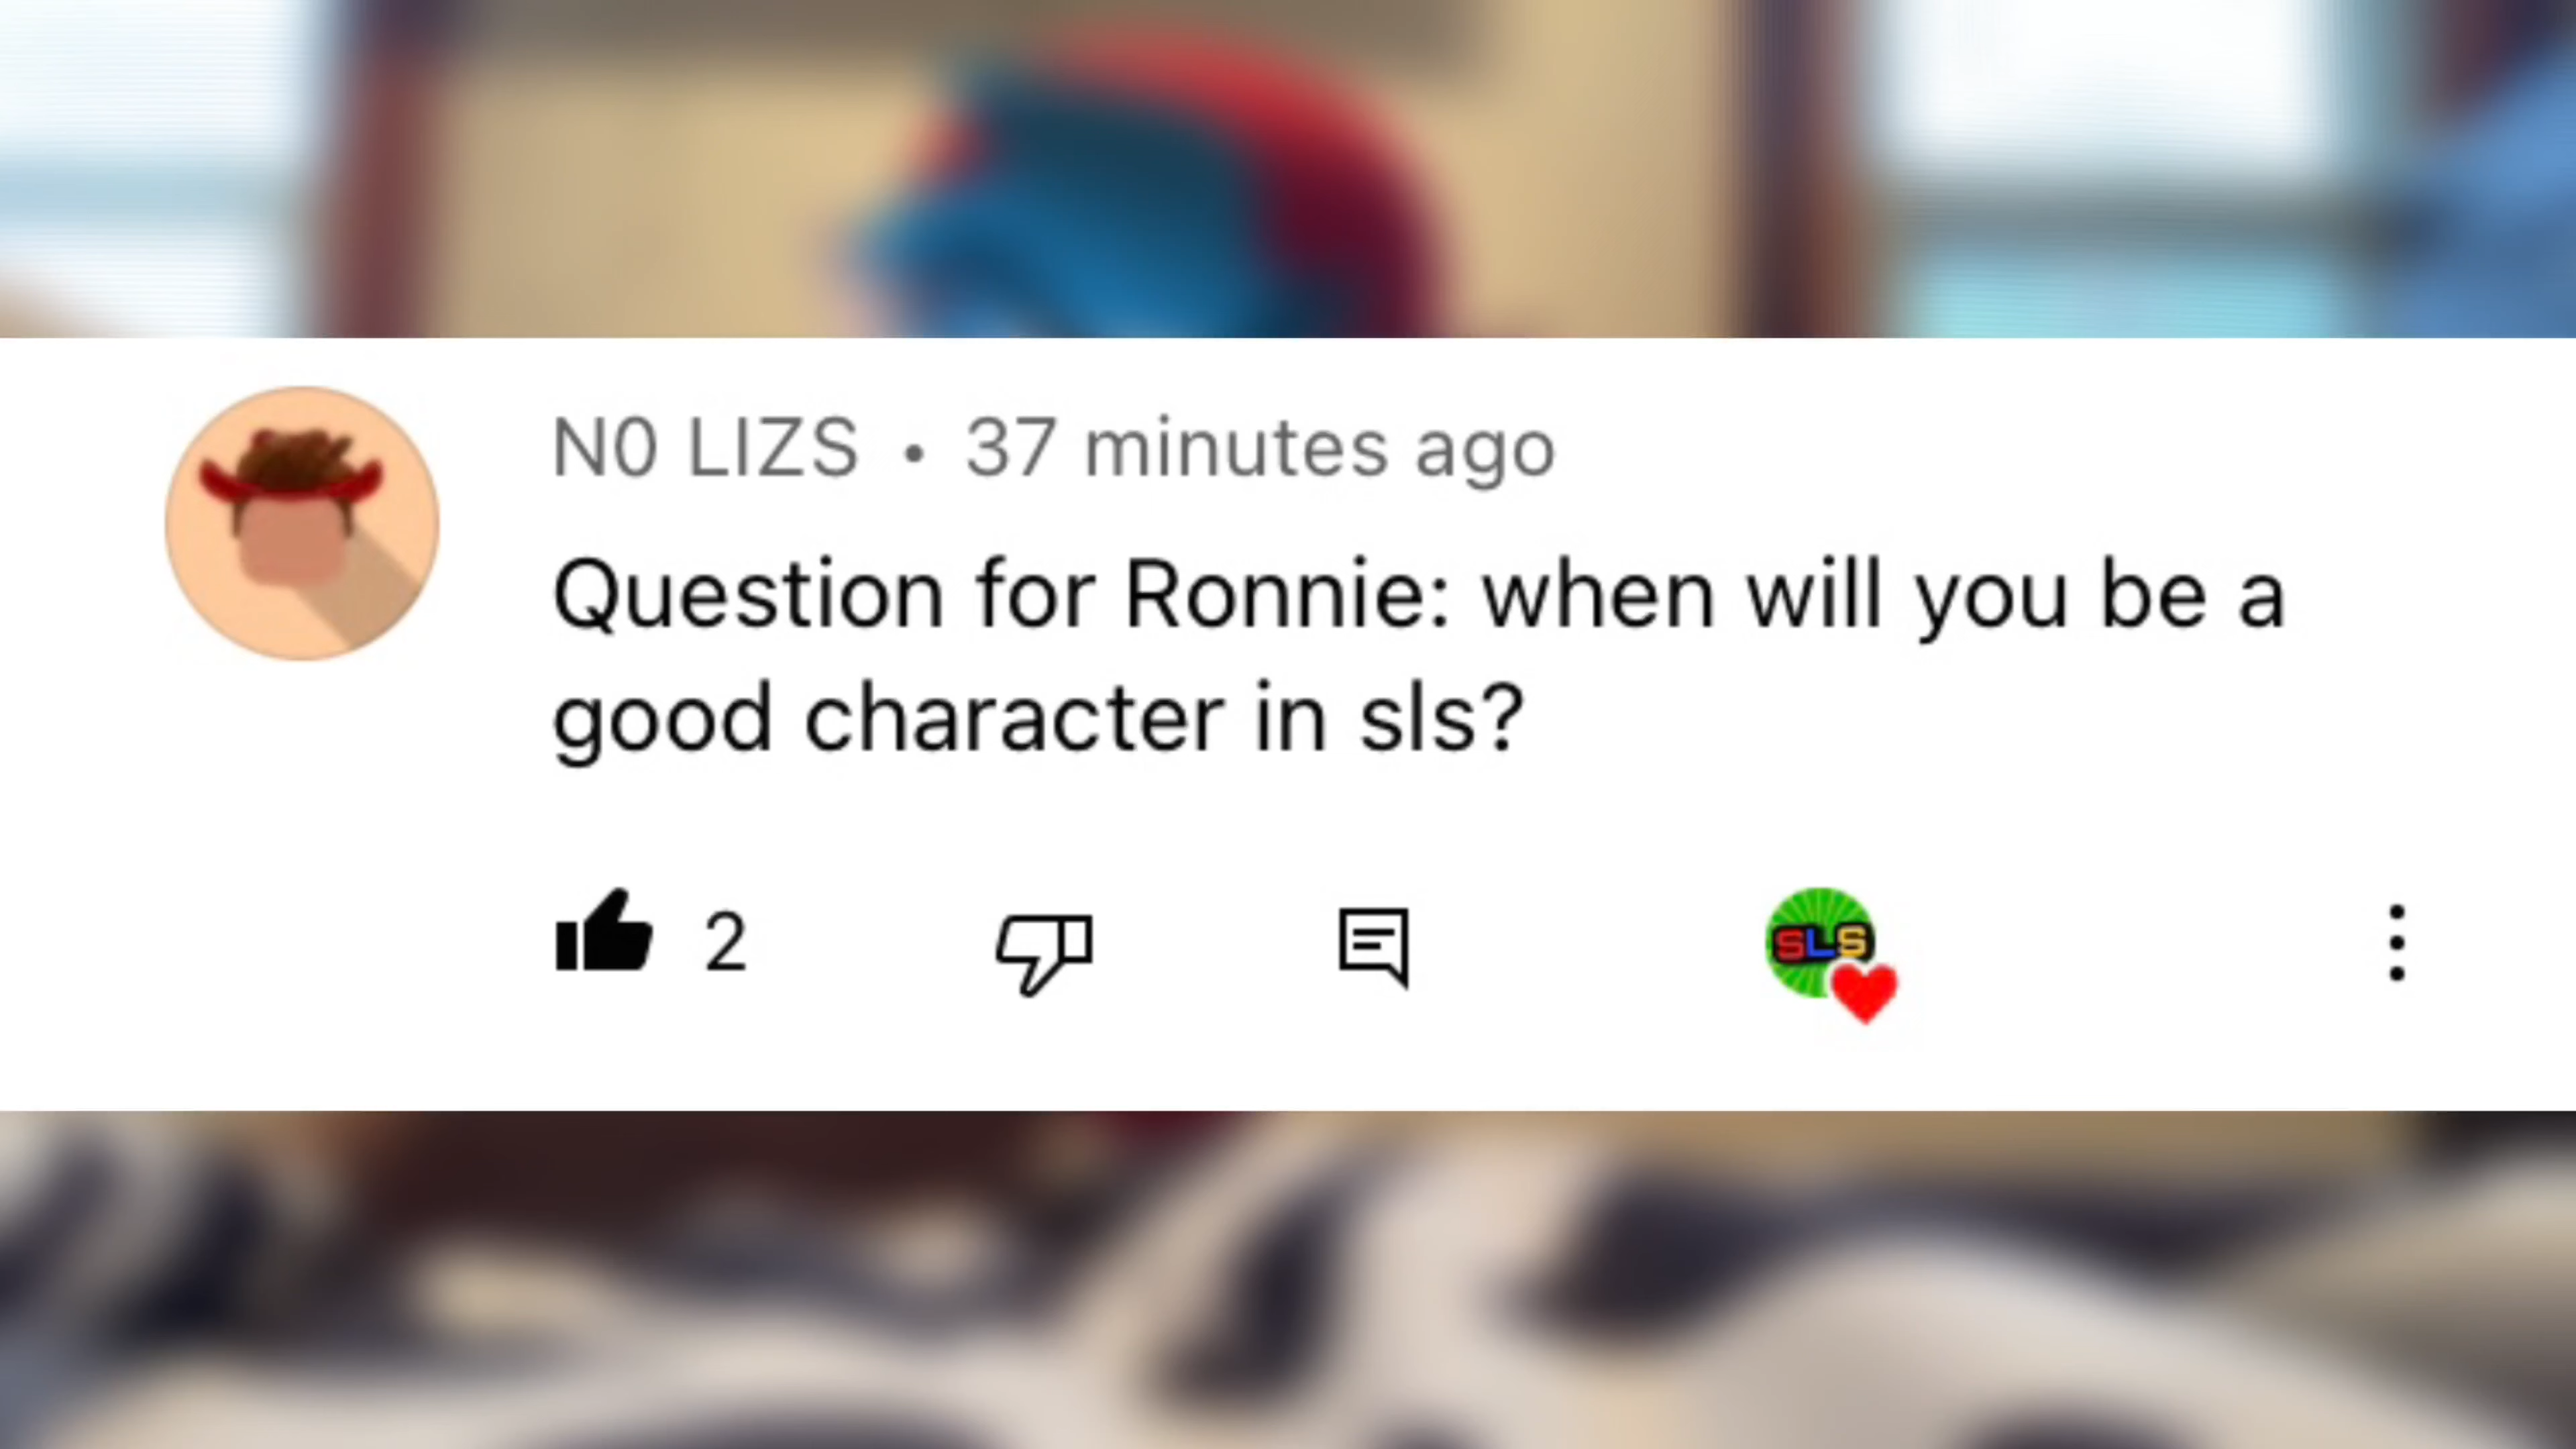 N0 LIZS • 37 minutes ago
Question for Ronnie: when will you be a
good character in sls?
2
SLS